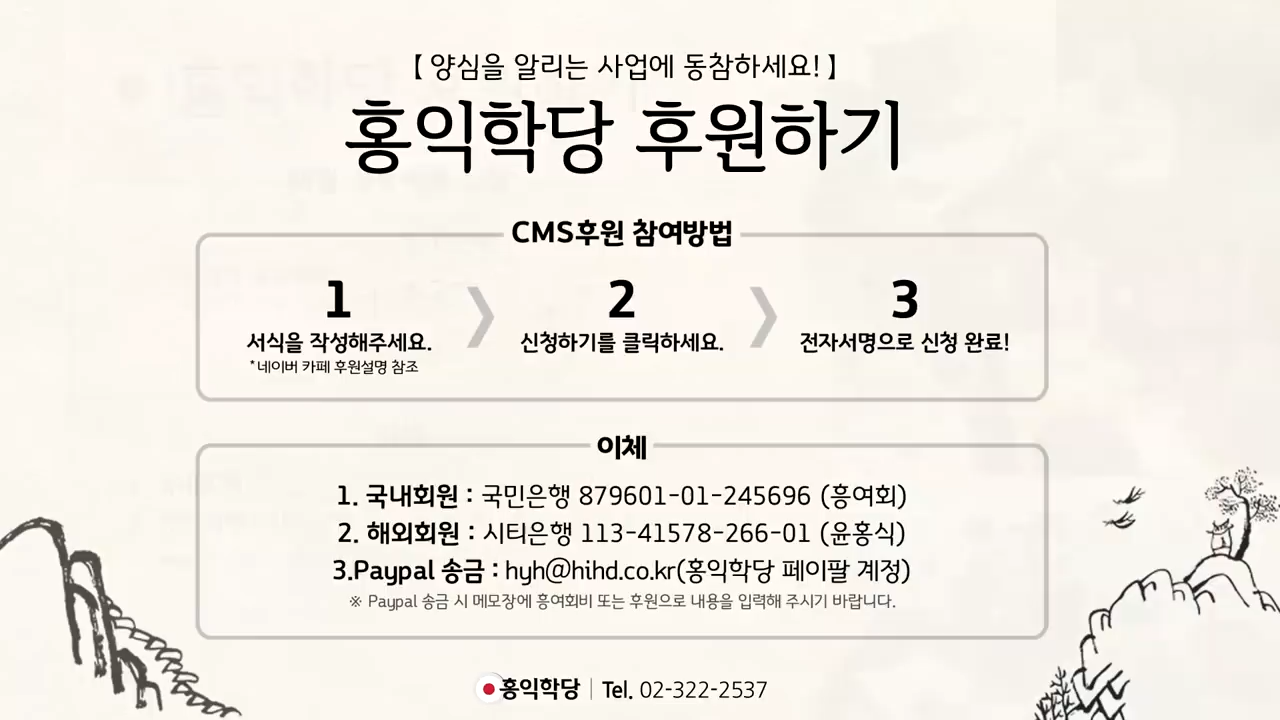 【 양심을 알리는 사업에 동참하세요! 】
홍익학당 후원하기
CMS후원 참여방법
1
서식을 작성해주세요.
*네이버 카페 후원설명 참조
2
신청하기를 클릭하세요.
3
전자서명으로 신청 완료!
이체
1. 국내회원 : 국민은행 879601-01-245696 (흥여회)
2. 해외회원 : 시티은행 113-41578-266-01 (윤홍식)
3.Paypal 송금 : hyh@hihd.co.kr(홍익학당 페이팔 계정)
※ Paypal 송금 시 메모장에 흥여회비 또는 후원으로 내용을 입력해 주시기 바랍니다.
홍익학당 | Tel. 02-322-2537